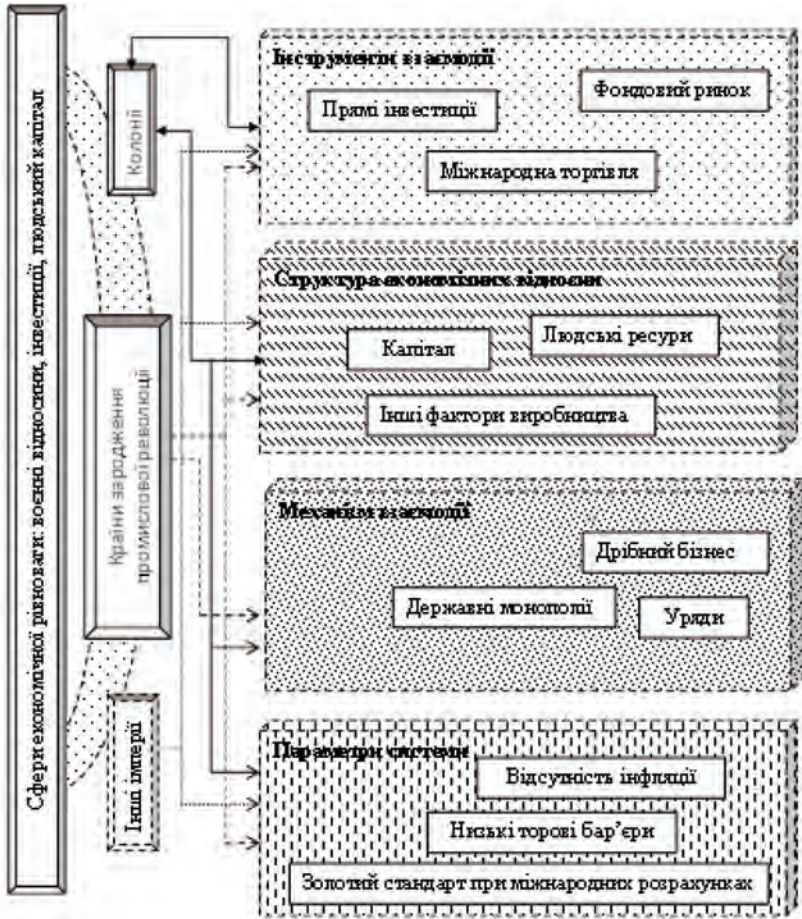 Сфери економічної рівноваги: воєнні відносини, інвестиції, людський капітал
Колонії
Країни зародження
промислової революції
Інші імперії
Інструменти взаємодії
Фондовий ринок
Прямі інвестиції
Міжнародна торгівля
Структура економічних відносин
Людські ресури
Капітал
Інші фактори виробництва
Механізм взаємодії
Дрібний бізнес
Державні монополії
Уряди
Параметри системи
Відсутність інфляції
Низькі торові бар’єри
Золотий стандарт при міжнародних розрахунках